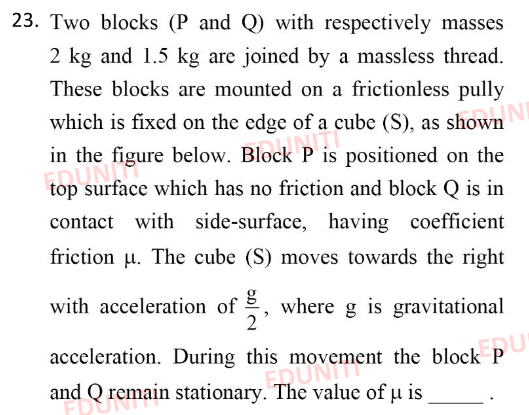 23. Two blocks (P and Q) with respectively masses
2 kg and 1.5 kg are joined by a massless thread.
These blocks are mounted on a frictionless pully
which is fixed on the edge of a cube (S), as shown
in the figure below. Block P is positioned on the
top surface which has no friction and block Q is in
contact with side-surface, having coefficient
friction μ. The cube (S) moves towards the right
with acceleration of g/2, where g is gravitational
acceleration. During this movement the block P
and Q remain stationary. The value of μ is ______ .
EDUNITI
EDUNITI
EDUNI
EDU
EDUNITI
EDUNITI